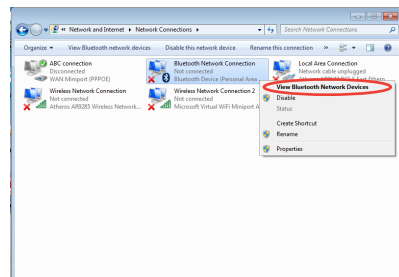 « Network and Internet ▸ Network Connections ▸
Search Network Connections
Organize ▾ View Bluetooth network devices Disable this network device Rename this connection »
ABC connection
Disconnected
WAN Miniport (PPPOE)
Bluetooth Network Connection
Not connected
Bluetooth Device (Personal Area ...
Local Area Connection
Network cable unplugged
Wireless Network Connection
Not connected
Atheros AR9285 Wireless Network...
Wireless Network Connection 2
Not connected
Microsoft Virtual WiFi Miniport A
View Bluetooth Network Devices
Disable
Status
Create Shortcut
Rename
Properties